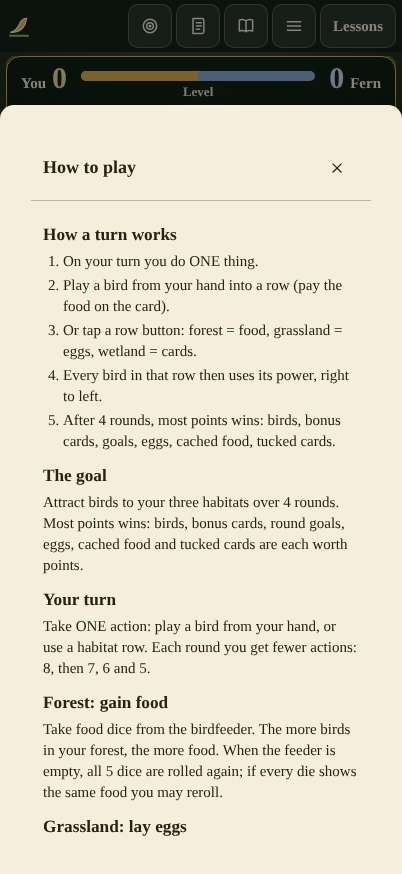 Lessons
You 0
Level
0 Fern
How to play
How a turn works
1. On your turn you do ONE thing.
2. Play a bird from your hand into a row (pay the
food on the card).
3. Or tap a row button: forest = food, grassland =
eggs, wetland = cards.
4. Every bird in that row then uses its power, right
to left.
5. After 4 rounds, most points wins: birds, bonus
cards, goals, eggs, cached food, tucked cards.
The goal
Attract birds to your three habitats over 4 rounds.
Most points wins: birds, bonus cards, round goals,
eggs, cached food and tucked cards are each worth
points.
Your turn
Take ONE action: play a bird from your hand, or
use a habitat row. Each round you get fewer actions:
8, then 7, 6 and 5.
Forest: gain food
Take food dice from the birdfeeder. The more birds
in your forest, the more food. When the feeder is
empty, all 5 dice are rolled again; if every die shows
the same food you may reroll.
Grassland: lay eggs